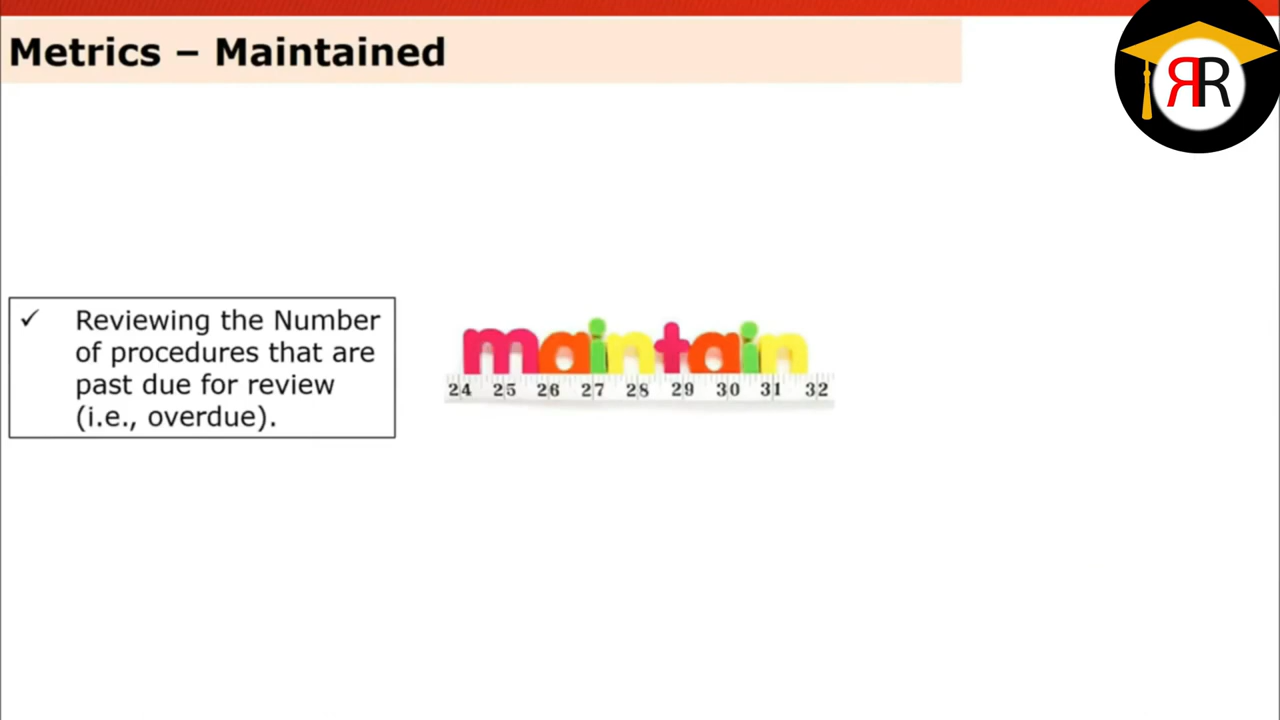 Metrics – Maintained
ЯR
✓ Reviewing the Number
of procedures that are
past due for review
(i.e., overdue).
maintain
24 25 26 27 28 29 30 31 32